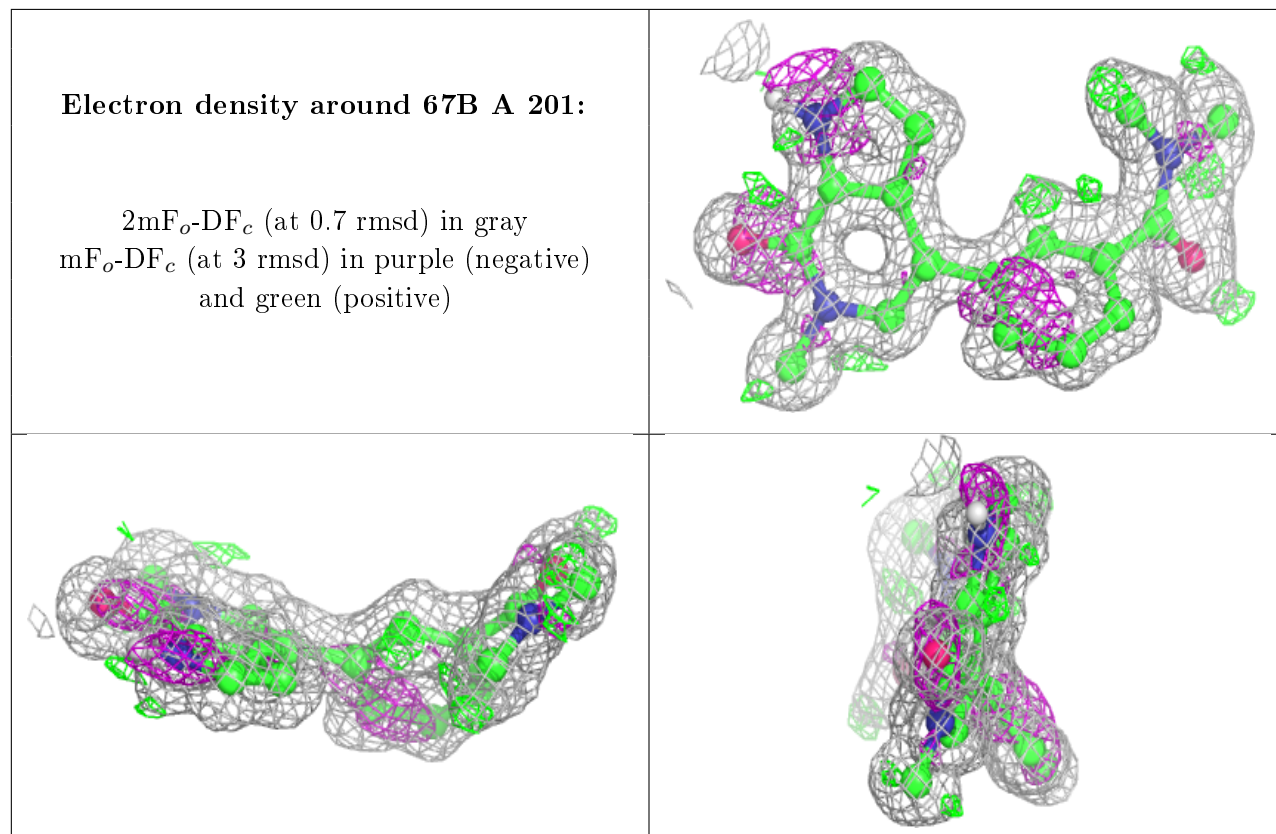 Electron density around 67B A 201:
2mFₒ-DF𝑐 (at 0.7 rmsd) in gray
mFₒ-DF𝑐 (at 3 rmsd) in purple (negative)
and green (positive)